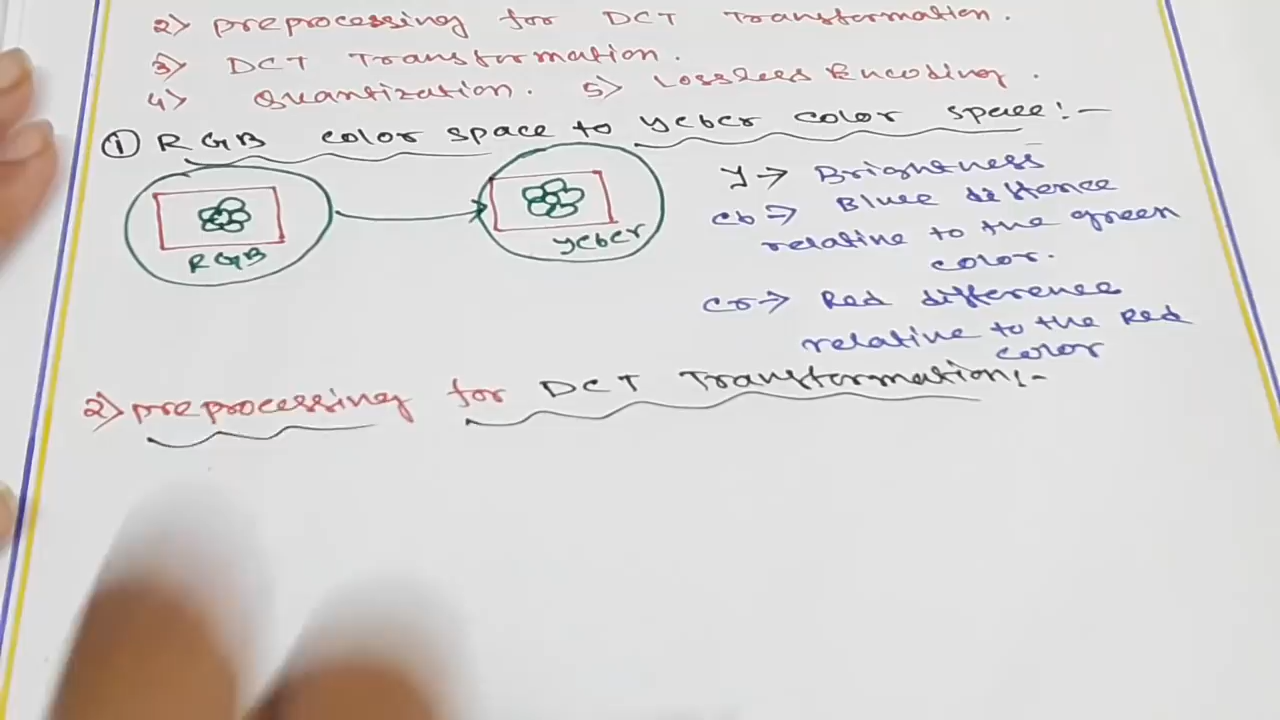 2) preprocessing for DCT Transformation.
3) DCT Transformation.
4) Quantization. 5) Lossless Encoding.
① RGB color space to ycbcr color space :-
RGB
ycbcr
y → Brightness
cb → Blue diffence
relative to the green
color.
cr → Red difference
relative to the Red
color
2) preprocessing for DCT Transformation :-